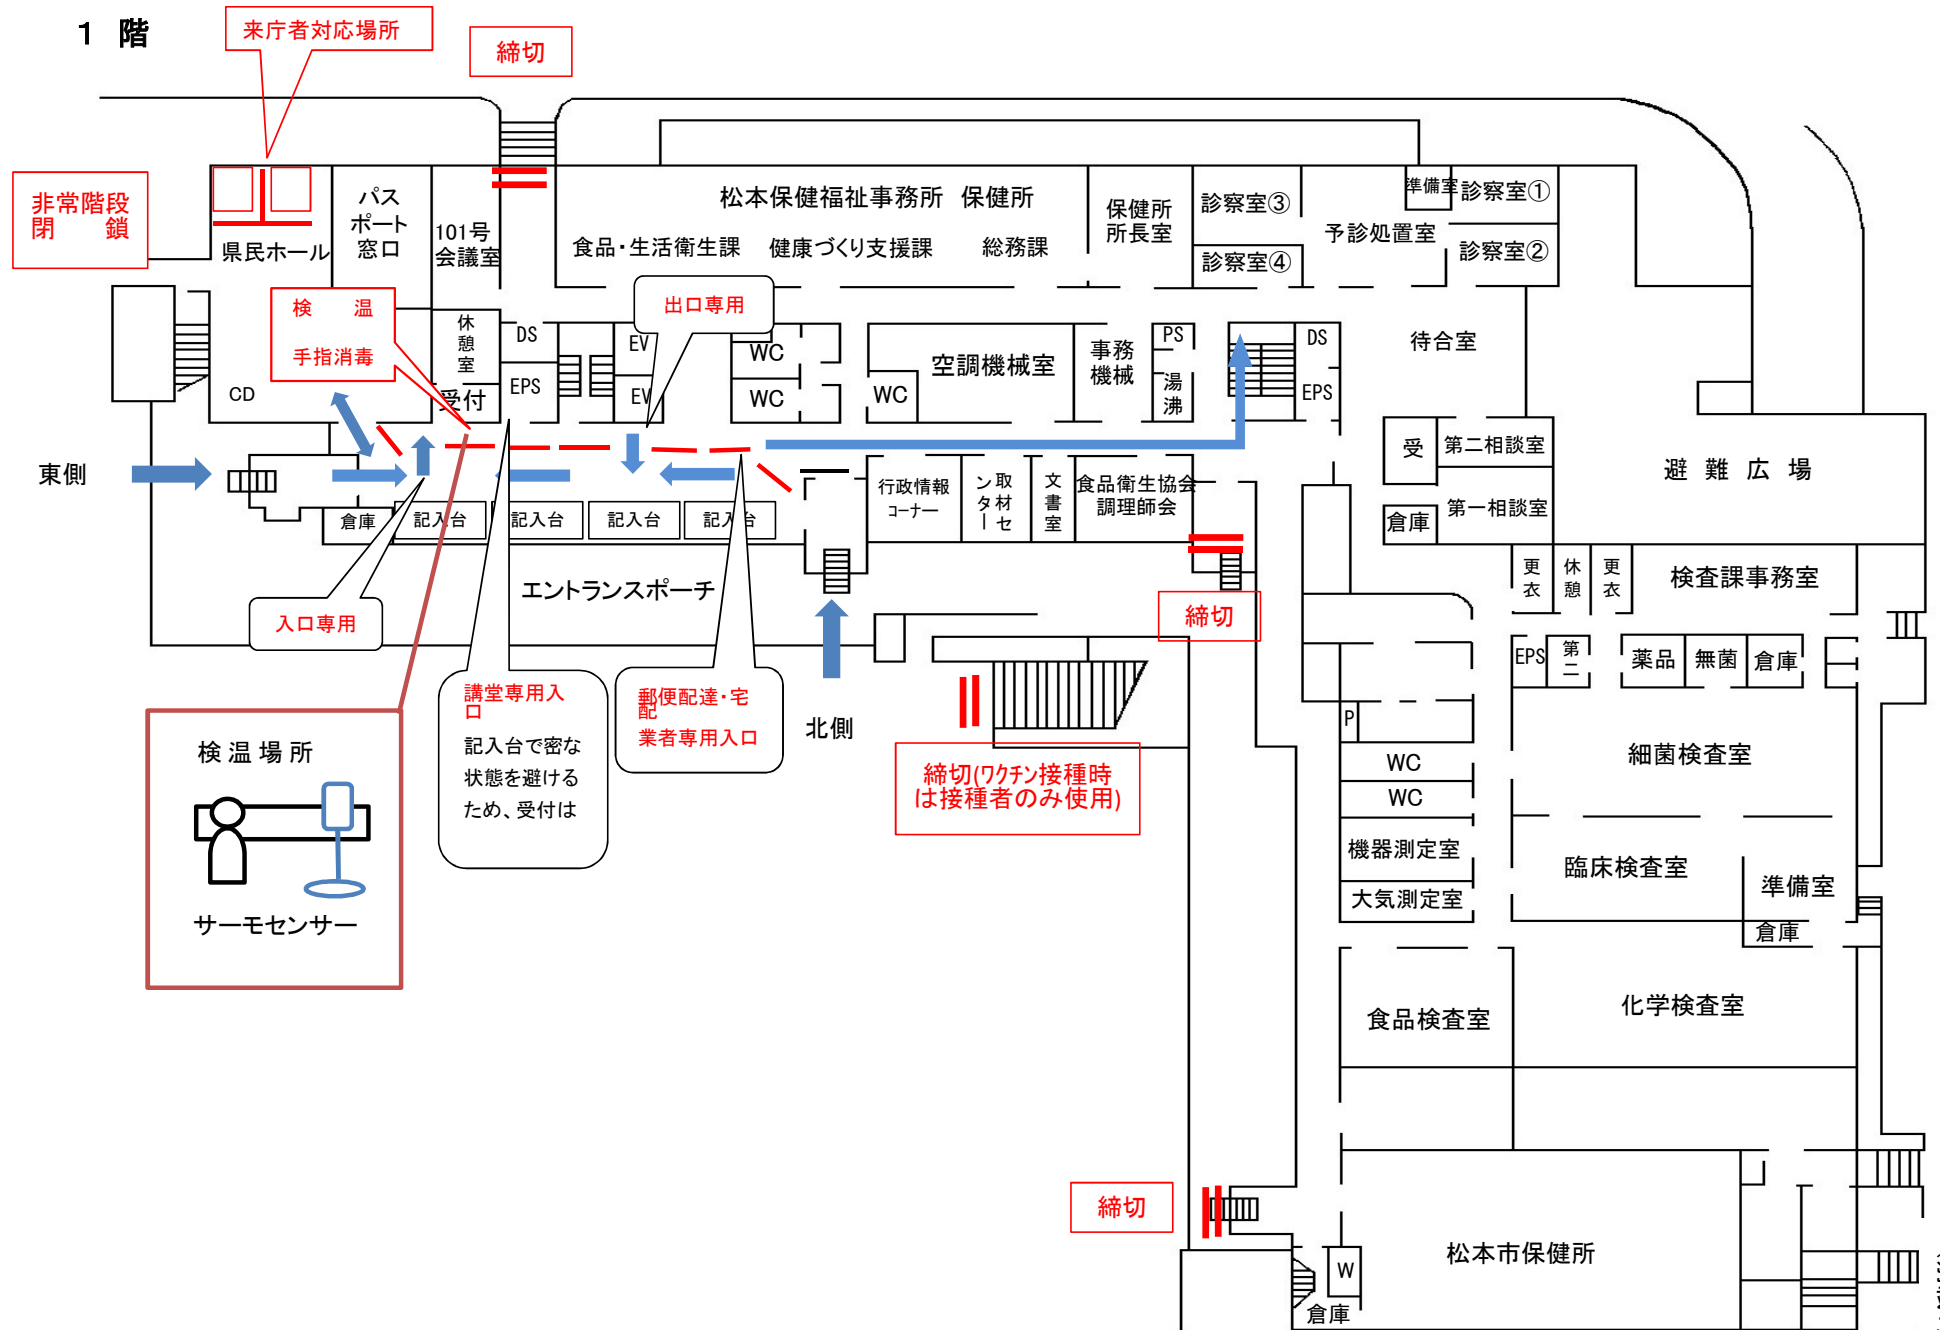 1 階
来庁者対応場所
締切
非常階段
閉 鎖
県民ホール
パス
ポート
窓口
101号
会議室
松本保健福祉事務所 保健所
食品・生活衛生課 健康づくり支援課 総務課
保健所
所長室
診察室③
診察室④
予診処置室
準備室
診察室①
診察室②
検 温
手指消毒
CD
休憩室
受付
DS
EPS
EV
EV
出口専用
WC
WC
WC
空調機械室
事務
機械
PS
湯沸
DS
EPS
待合室
受
第二相談室
第一相談室
倉庫
避難広場
東側
倉庫
記入台
記入台
記入台
記入台
行政情報
コーナー
取材セ
ンター
文書室
食品衛生協会
調理師会
エントランスポーチ
入口専用
締切
更衣
休憩
更衣
検査課事務室
EPS
第二
薬品
無菌
倉庫
講堂専用入
口
記入台で密な
状態を避ける
ため、受付は
郵便配達・宅
配
業者専用入口
北側
締切(ワクチン接種時
は接種者のみ使用)
検温場所
サーモセンサー
P
WC
WC
機器測定室
大気測定室
細菌検査室
臨床検査室
準備室
倉庫
食品検査室
化学検査室
締切
松本市保健所
W
倉庫